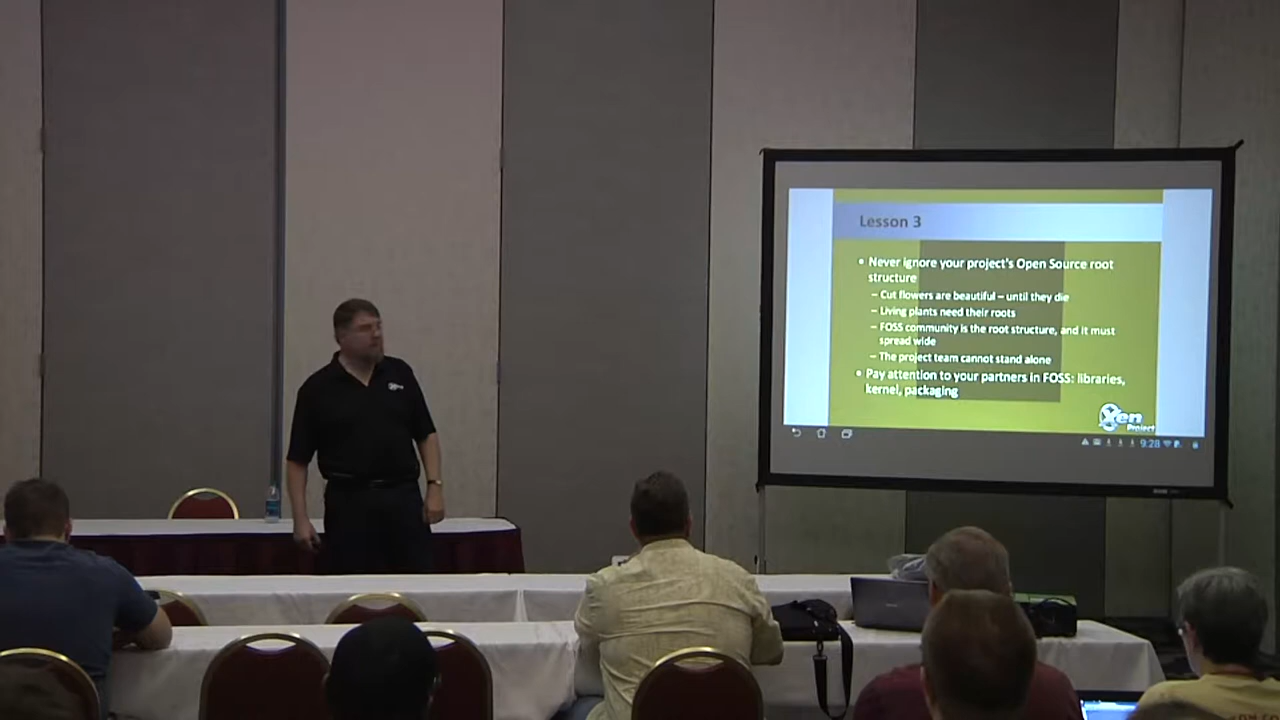 Lesson 3
• Never ignore your project's Open Source root
structure
– Cut flowers are beautiful – until they die
– Living plants need their roots
– FOSS community is the root structure, and it must
spread wide
– The project team cannot stand alone
• Pay attention to your partners in FOSS: libraries,
kernel, packaging
Xen
Project
9:28